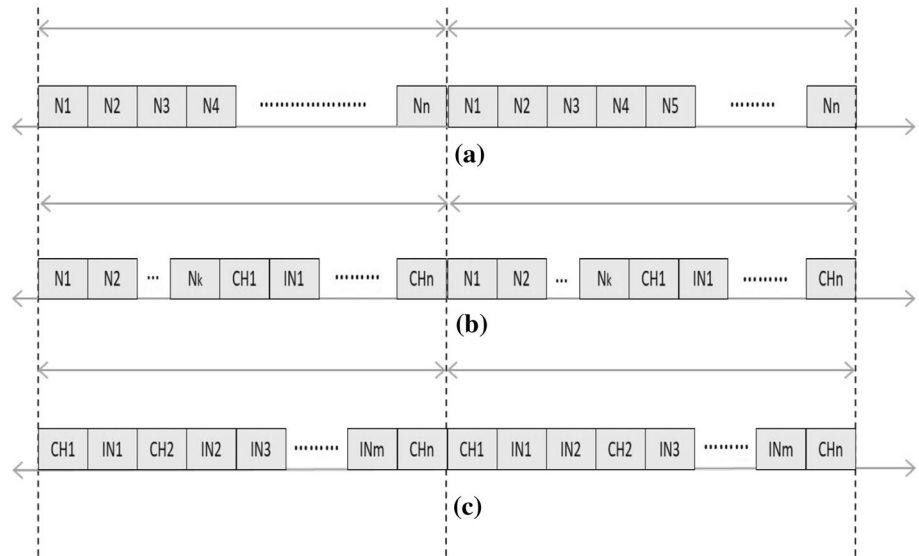 N1 N2 N3 N4 ...................... Nn N1 N2 N3 N4 N5 ......... Nn
(a)
N1 N2 ... Nk CH1 IN1 ......... CHn N1 N2 ... Nk CH1 IN1 ......... CHn
(b)
CH1 IN1 CH2 IN2 IN3 ......... INm CHn CH1 IN1 IN2 CH2 IN3 ......... INm CHn
(c)